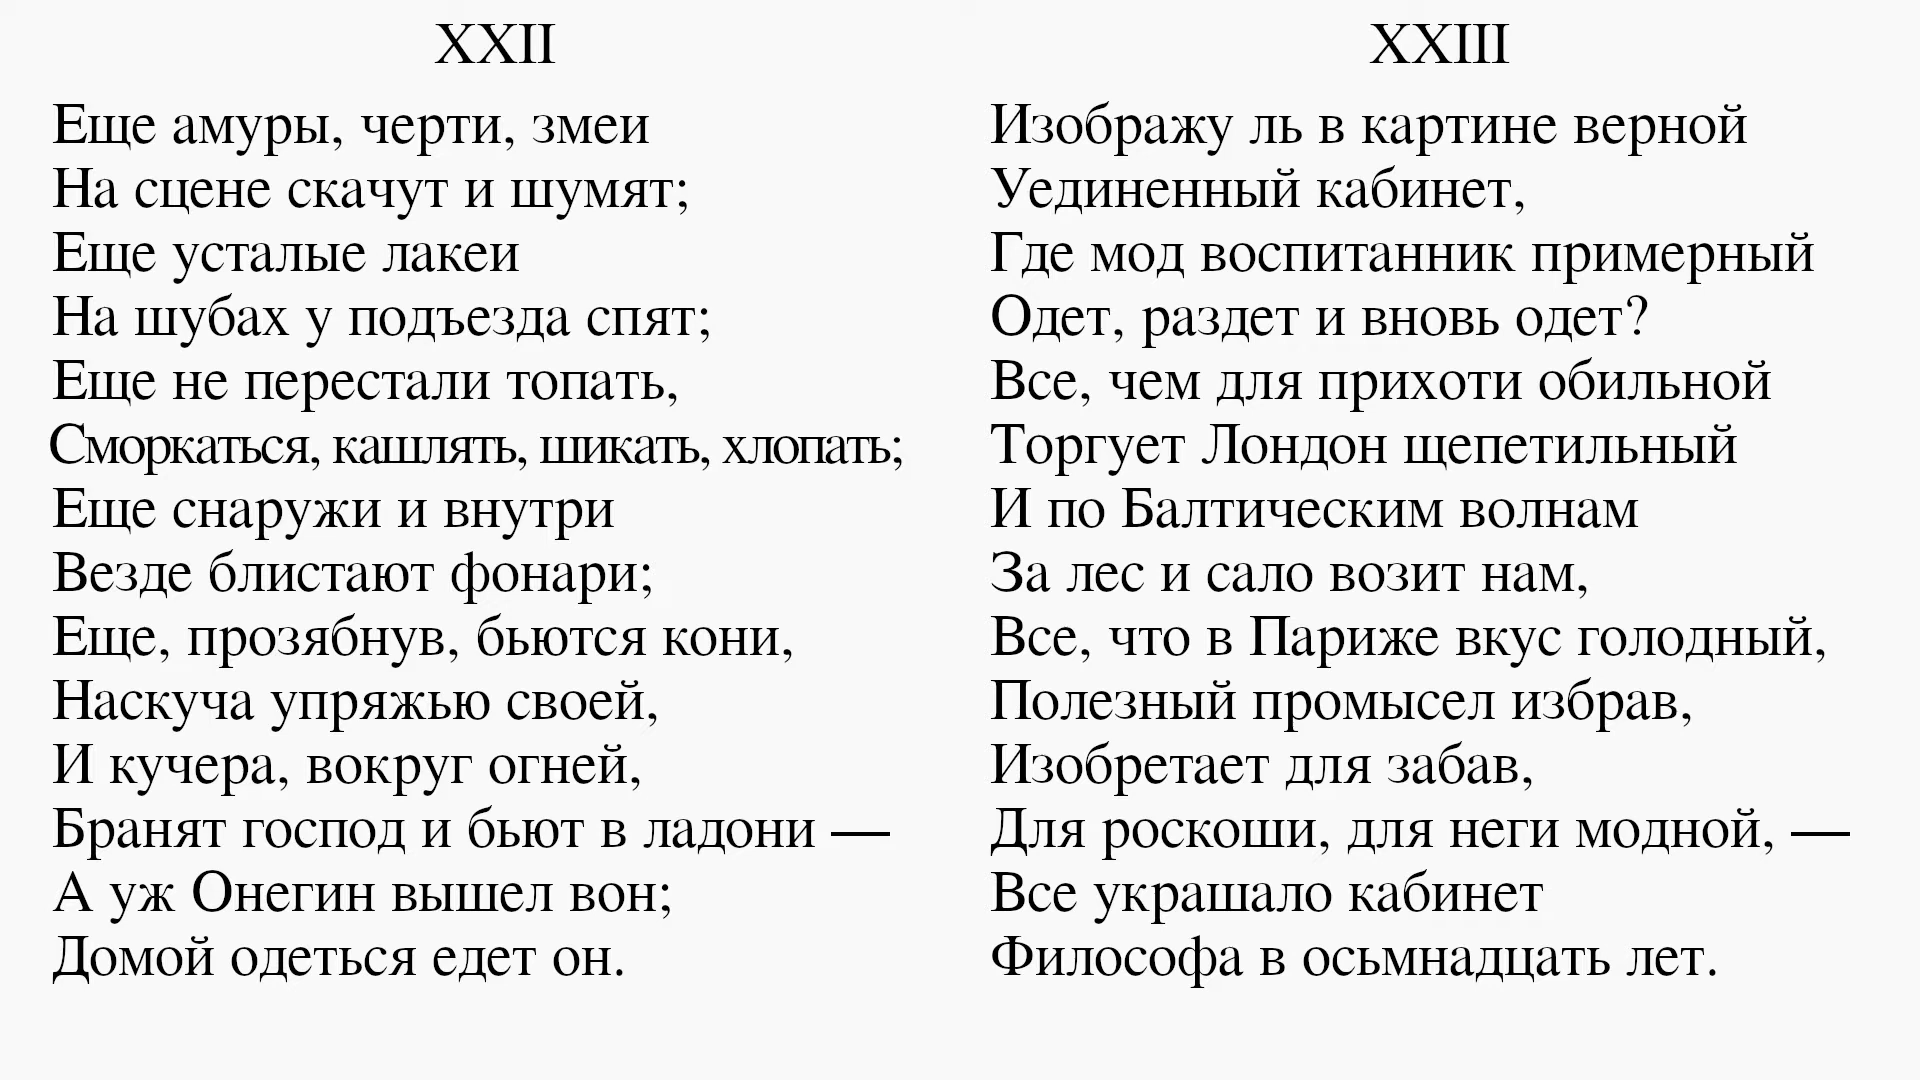 XXII
Еще амуры, черти, змеи
На сцене скачут и шумят;
Еще усталые лакеи
На шубах у подъезда спят;
Еще не перестали топать,
Сморкаться, кашлять, шикать, хлопать;
Еще снаружи и внутри
Везде блистают фонари;
Еще, прозябнув, бьются кони,
Наскуча упряжью своей,
И кучера, вокруг огней,
Бранят господ и бьют в ладони —
А уж Онегин вышел вон;
Домой одеться едет он.
XXIII
Изображу ль в картине верной
Уединенный кабинет,
Где мод воспитанник примерный
Одет, раздет и вновь одет?
Все, чем для прихоти обильной
Торгует Лондон щепетильный
И по Балтическим волнам
За лес и сало возит нам,
Все, что в Париже вкус голодный,
Полезный промысел избрав,
Изобретает для забав,
Для роскоши, для неги модной, —
Все украшало кабинет
Философа в осьмнадцать лет.